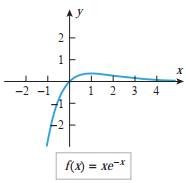 y
2
1
x
-2 -1 1 2 3 4
-1
-2
f(x) = xe^{-x}